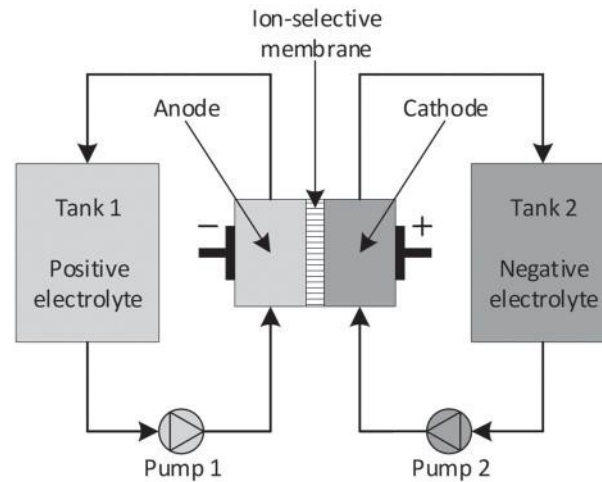 Ion-selective
membrane
Anode
Cathode
Tank 1
Positive
electrolyte
−
+
Tank 2
Negative
electrolyte
Pump 1
Pump 2